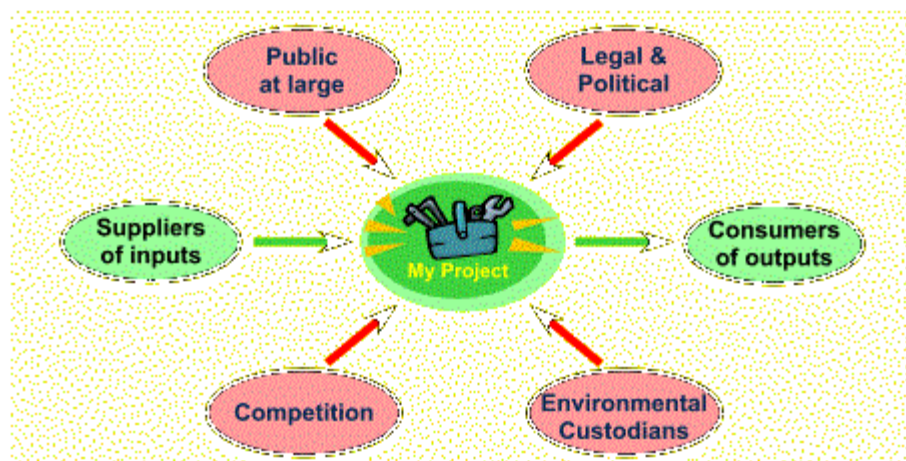 Public
at large
Legal &
Political
Suppliers
of inputs
My Project
Consumers
of outputs
Competition
Environmental
Custodians